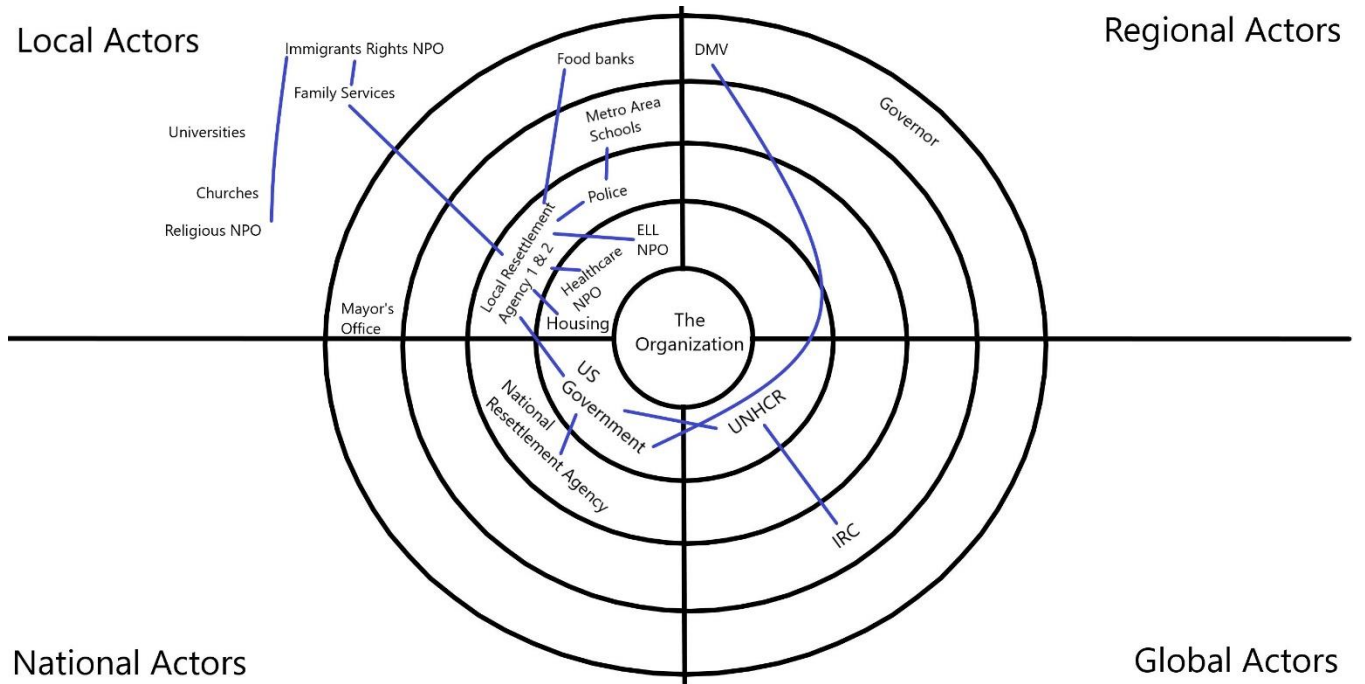 Local Actors
Regional Actors
Immigrants Rights NPO
Family Services
Universities
Churches
Religious NPO
Food banks
DMV
Governor
Metro Area
Schools
Police
Local Resettlement
Agency 1 & 2
ELL
NPO
Healthcare
NPO
Housing
Mayor's
Office
The
Organization
US
Government
National
Resettlement Agency
UNHCR
IRC
National Actors
Global Actors